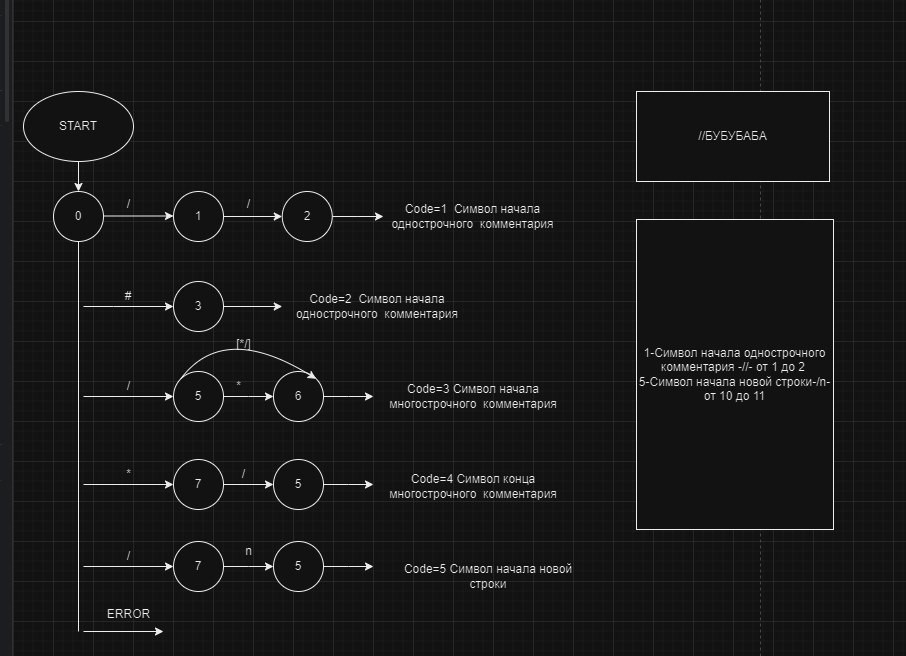 START
//БУБУБАБА
0
/
1
/
2
Code=1 Символ начала
однострочного комментария
#
3
Code=2 Символ начала
однострочного комментария
[*/]
/
5
*
6
Code=3 Символ начала
многострочного комментария
1-Символ начала однострочного
комментария -//- от 1 до 2
5-Символ начала новой строки-/n-
от 10 до 11
*
7
/
5
Code=4 Символ конца
многострочного комментария
/
7
n
5
Code=5 Символ начала новой
строки
ERROR